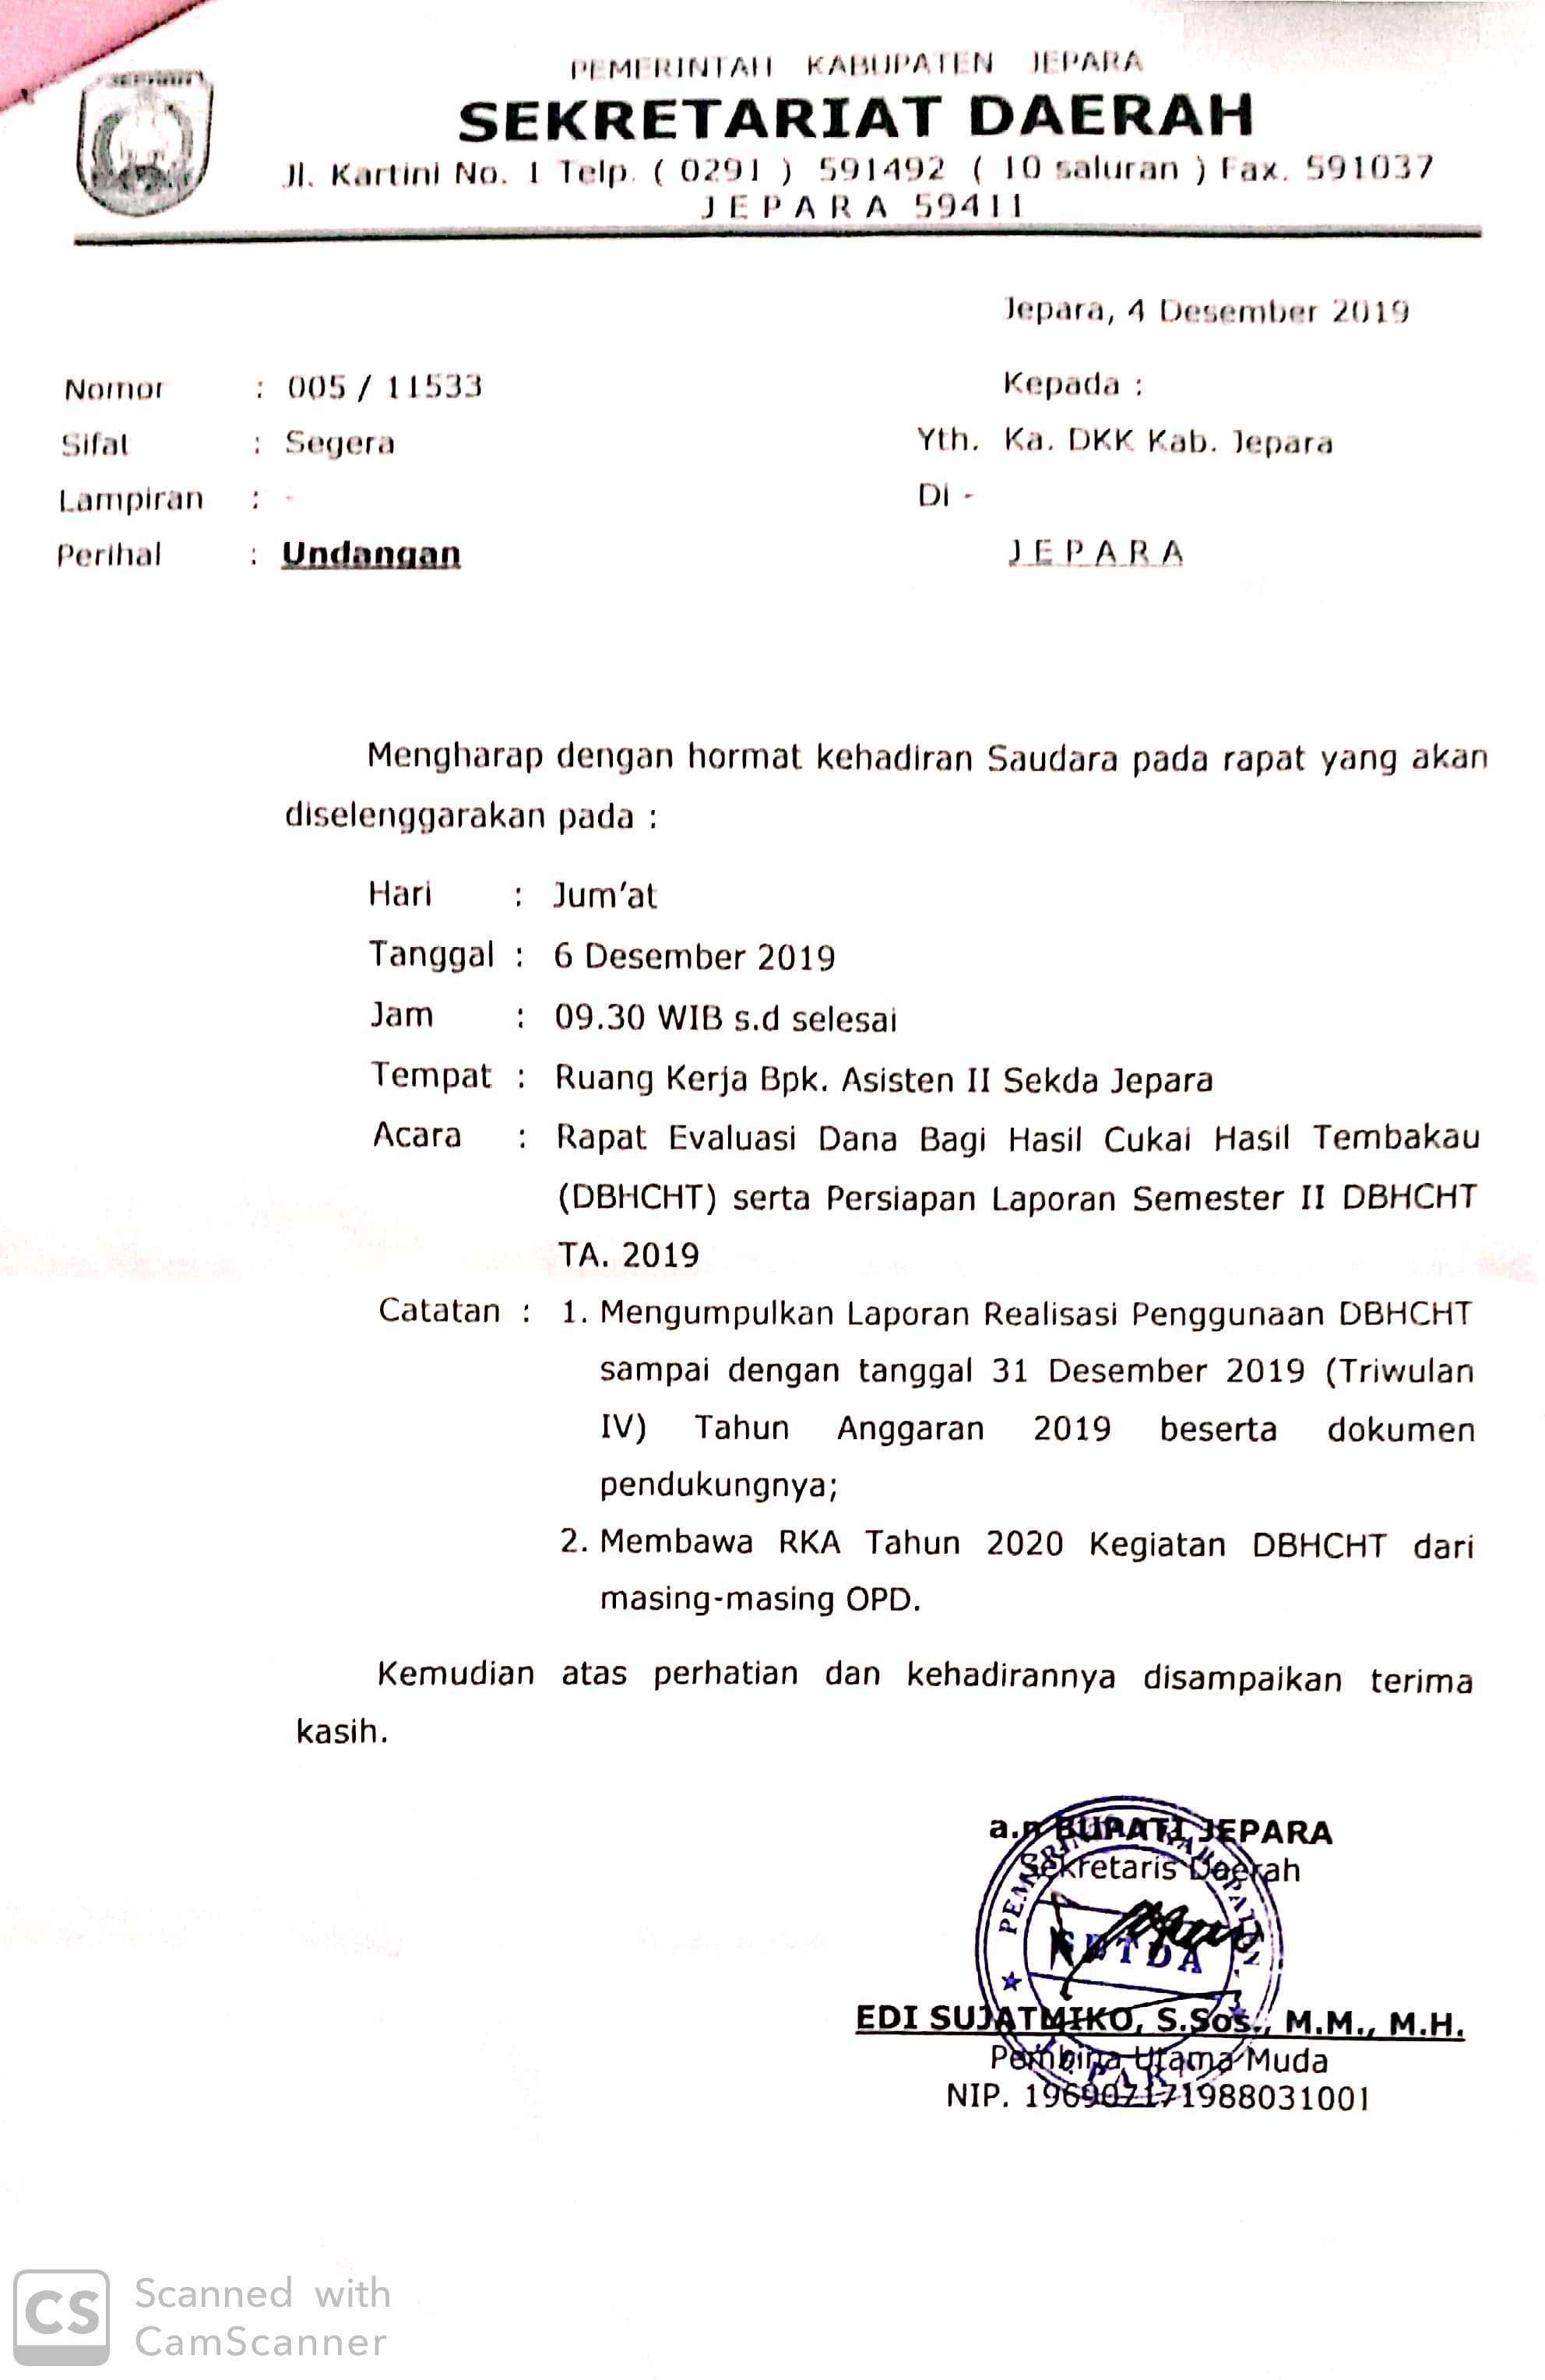 PEMERINTAH KABUPATEN JEPARA
SEKRETARIAT DAERAH
Jl. Kartini No. 1 Telp. ( 0291 ) 591492 ( 10 saluran ) Fax. 591037
J E P A R A 59411
Jepara, 4 Desember 2019
Nomor : 005 / 11533
Kepada :
Sifat : Segera
Yth. Ka. DKK Kab. Jepara
Lampiran : -
Di -
Perihal : Undangan
J E P A R A
Mengharap dengan hormat kehadiran Saudara pada rapat yang akan
diselenggarakan pada :
Hari : Jum'at
Tanggal : 6 Desember 2019
Jam : 09.30 WIB s.d selesai
Tempat : Ruang Kerja Bpk. Asisten II Sekda Jepara
Acara : Rapat Evaluasi Dana Bagi Hasil Cukai Hasil Tembakau
(DBHCHT) serta Persiapan Laporan Semester II DBHCHT
TA. 2019
Catatan : 1. Mengumpulkan Laporan Realisasi Penggunaan DBHCHT
sampai dengan tanggal 31 Desember 2019 (Triwulan
IV) Tahun Anggaran 2019 beserta dokumen
pendukungnya;
2. Membawa RKA Tahun 2020 Kegiatan DBHCHT dari
masing-masing OPD.
Kemudian atas perhatian dan kehadirannya disampaikan terima
kasih.
a.n BUPATI JEPARA
Sekretaris Daerah
PEMERINTAH KABUPATEN
SETDA
JEPARA
EDI SUJATMIKO, S.Sos., M.M., M.H.
Pembina Utama Muda
NIP. 196907171988031001
CS
Scanned with
CamScanner